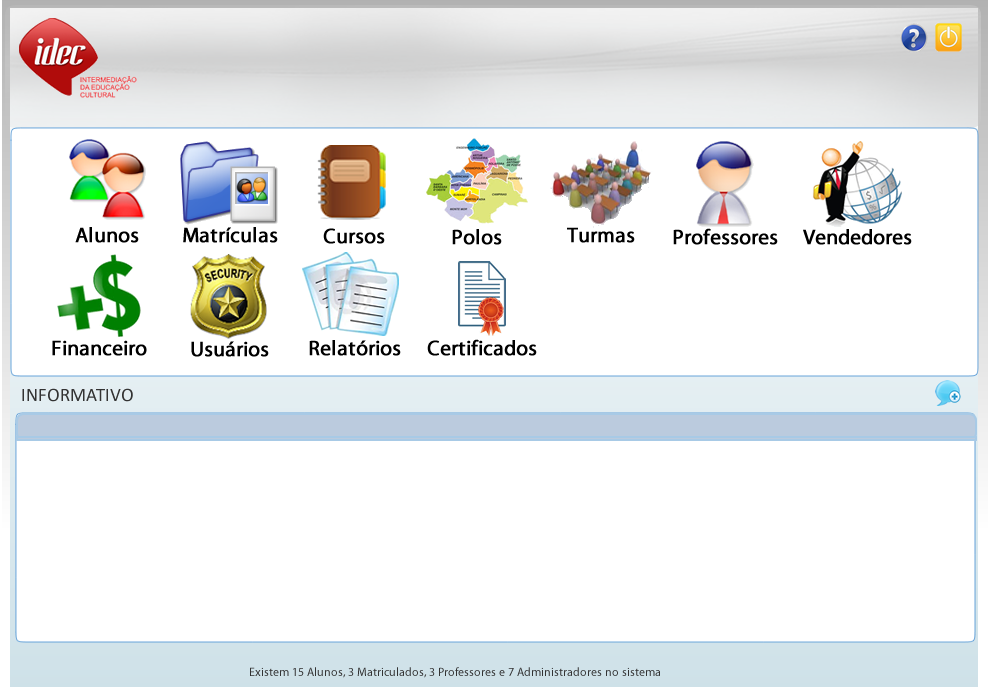 idec
INTERMEDIAÇÃO
DA EDUCAÇÃO
CULTURAL
?
Alunos
Matrículas
Cursos
Polos
Turmas
Professores
Vendedores
SECURITY
Financeiro
Usuários
Relatórios
Certificados
INFORMATIVO
Existem 15 Alunos, 3 Matriculados, 3 Professores e 7 Administradores no sistema